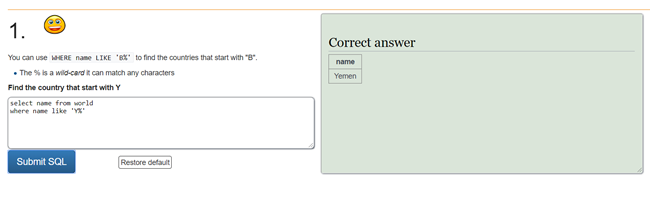 1.
You can use WHERE name LIKE 'B%' to find the countries that start with "B".
• The % is a wild-card it can match any characters
Find the country that start with Y
select name from world
where name like 'Y%'
Submit SQL
Restore default
Correct answer
name
Yemen